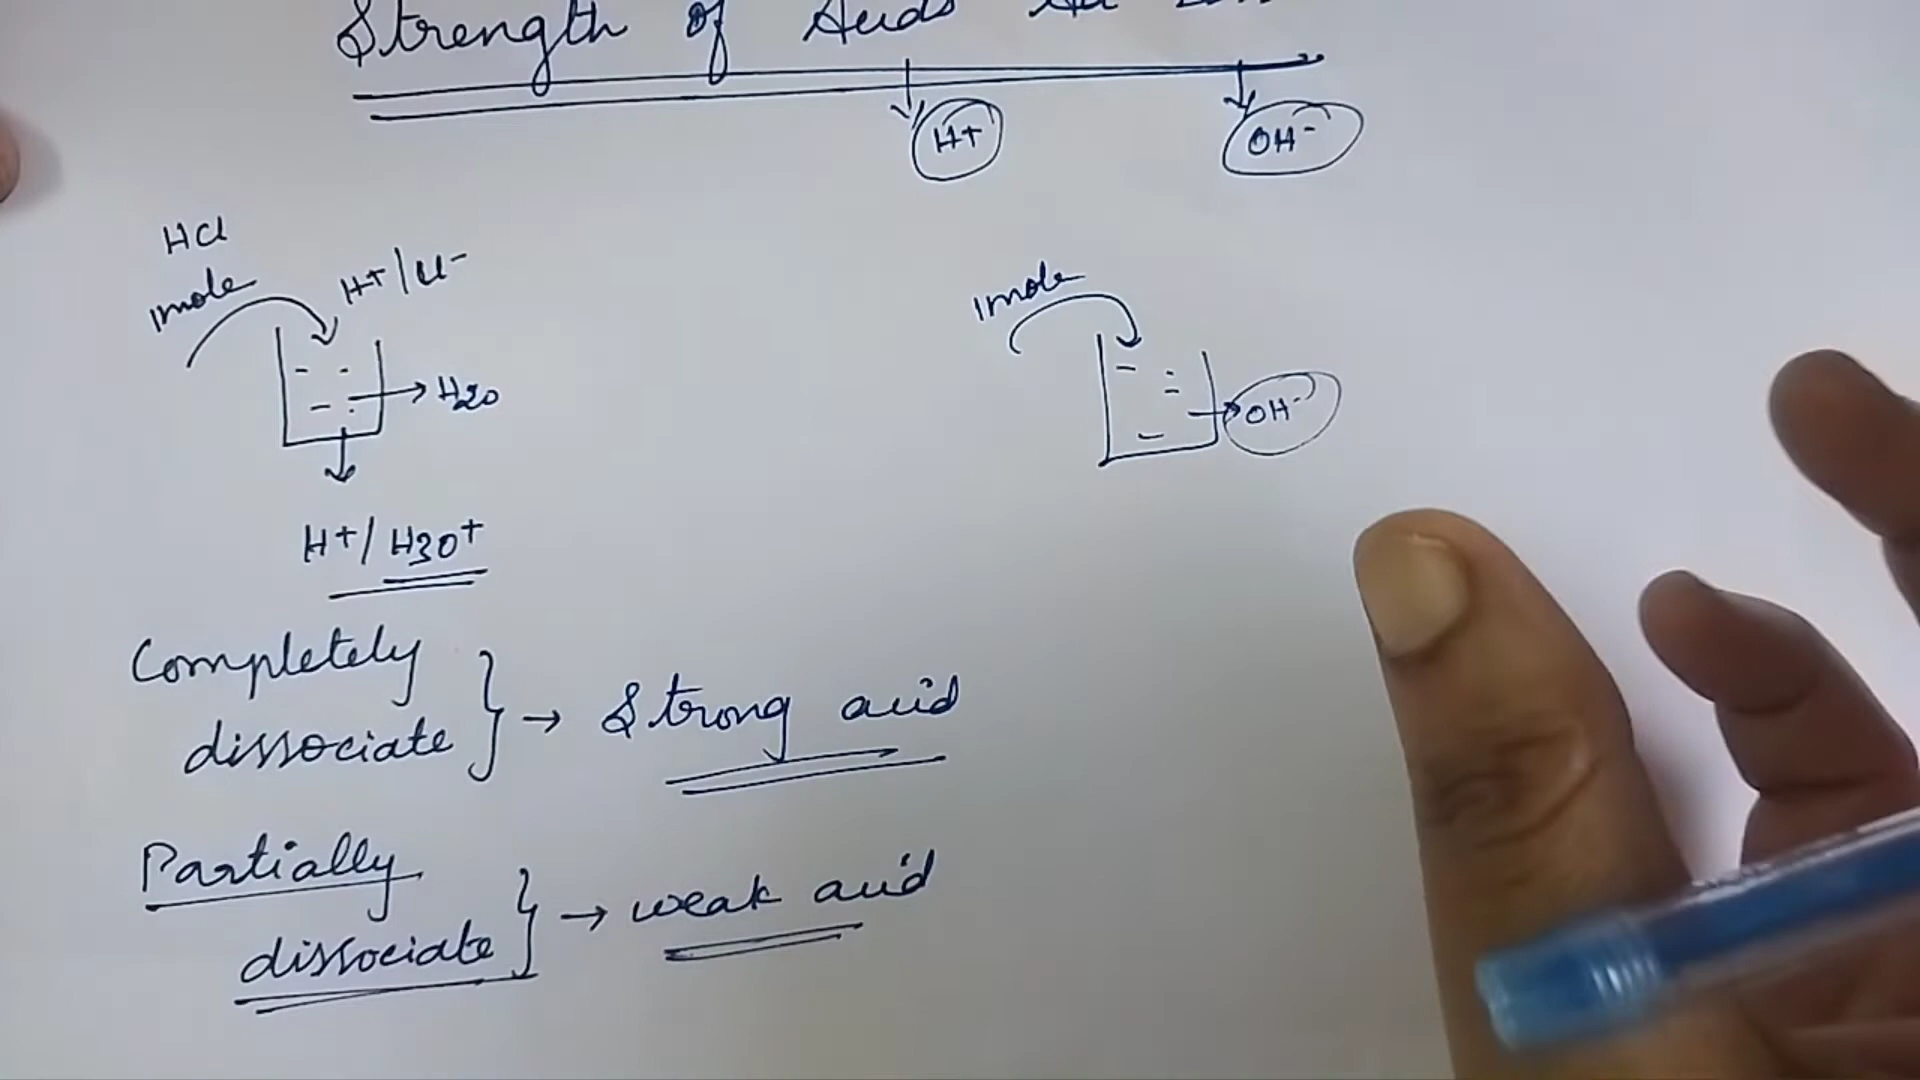 Strength of Acids
H+
OH-
HCl
1mole
H+/Cl-
H2O
H+/H3O+
1mole
OH-
Completely
dissociate } → Strong acid
Partially
dissociate } → weak acid